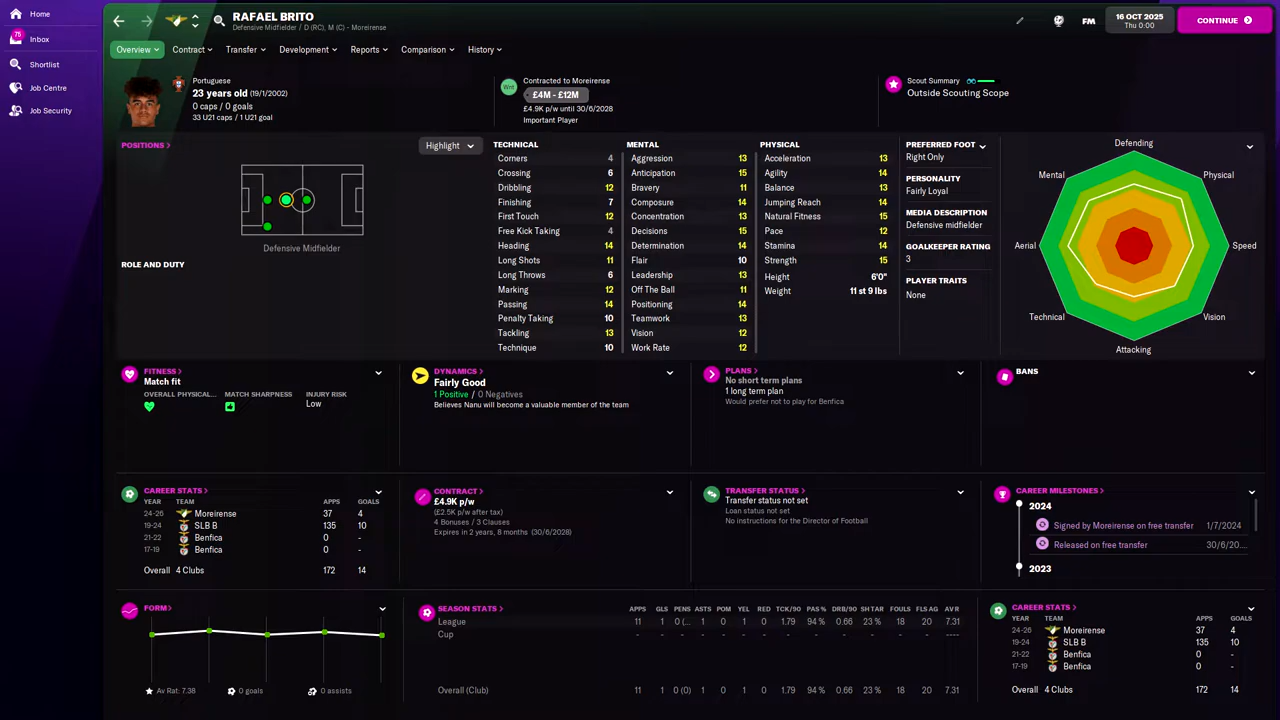 Home
75
Inbox
Shortlist
Job Centre
Job Security
RAFAEL BRITO
Defensive Midfielder / D (RC), M (C) - Moreirense
FM
16 OCT 2025
Thu 0:00
CONTINUE
Overview
Contract
Transfer
Development
Reports
Comparison
History
Portuguese
23 years old (19/1/2002)
0 caps / 0 goals
33 U21 caps / 1 U21 goal
Wnt
Contracted to Moreirense
£4M - £12M
£4.9K p/w until 30/6/2028
Important Player
Scout Summary
Outside Scouting Scope
POSITIONS
Highlight
Defensive Midfielder
ROLE AND DUTY
TECHNICAL
Corners 4
Crossing 6
Dribbling 12
Finishing 7
First Touch 12
Free Kick Taking 4
Heading 14
Long Shots 11
Long Throws 6
Marking 12
Passing 14
Penalty Taking 10
Tackling 13
Technique 10
MENTAL
Aggression 13
Anticipation 15
Bravery 11
Composure 14
Concentration 13
Decisions 15
Determination 14
Flair 10
Leadership 13
Off The Ball 11
Positioning 14
Teamwork 13
Vision 12
Work Rate 12
PHYSICAL
Acceleration 13
Agility 14
Balance 13
Jumping Reach 14
Natural Fitness 15
Pace 12
Stamina 14
Strength 15
Height 6'0"
Weight 11 st 9 lbs
PREFERRED FOOT
Right Only
PERSONALITY
Fairly Loyal
MEDIA DESCRIPTION
Defensive midfielder
GOALKEEPER RATING
3
PLAYER TRAITS
None
Defending
Mental
Physical
Aerial
Speed
Technical
Vision
Attacking
FITNESS
Match fit
OVERALL PHYSICAL... MATCH SHARPNESS INJURY RISK
Low
DYNAMICS
Fairly Good
1 Positive / 0 Negatives
Believes Nanu will become a valuable member of the team
PLANS
No short term plans
1 long term plan
Would prefer not to play for Benfica
BANS
CAREER STATS
YEAR TEAM APPS GOALS
24-26 Moreirense 37 4
19-24 SLB B 135 10
21-22 Benfica 0 -
17-19 Benfica 0 -
Overall 4 Clubs 172 14
CONTRACT
£4.9K p/w
(£2.5K p/w after tax)
4 Bonuses / 3 Clauses
Expires in 2 years, 8 months (30/6/2028)
TRANSFER STATUS
Transfer status not set
Loan status not set
No instructions for the Director of Football
CAREER MILESTONES
2024
Signed by Moreirense on free transfer 1/7/2024
Released on free transfer 30/6/20....
2023
FORM
Av Rat: 7.38 0 goals 0 assists
SEASON STATS APPS GLS PENS ASTS POM YEL RED TCK/90 PAS % DRB/90 SH TAR FOULS FLS AG AV R
League 11 1 0 (... 1 0 1 0 1.79 94 % 0.66 23 % 18 20 7.31
Cup - - - - - - - - - - - - - ----
Overall (Club) 11 1 0 (0) 1 0 1 0 1.79 94 % 0.66 23 % 18 20 7.31
CAREER STATS
YEAR TEAM APPS GOALS
24-26 Moreirense 37 4
19-24 SLB B 135 10
21-22 Benfica 0 -
17-19 Benfica 0 -
Overall 4 Clubs 172 14